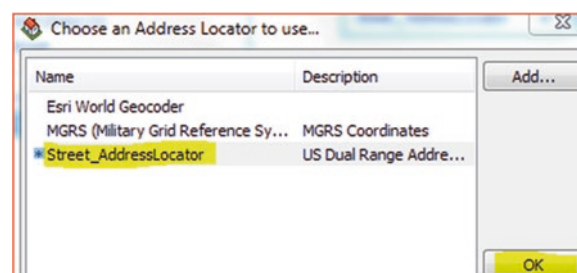 Choose an Address Locator to use...
Name Description Add...
Esri World Geocoder
MGRS (Military Grid Reference Sy... MGRS Coordinates
Street_AddressLocator US Dual Range Addre...
OK